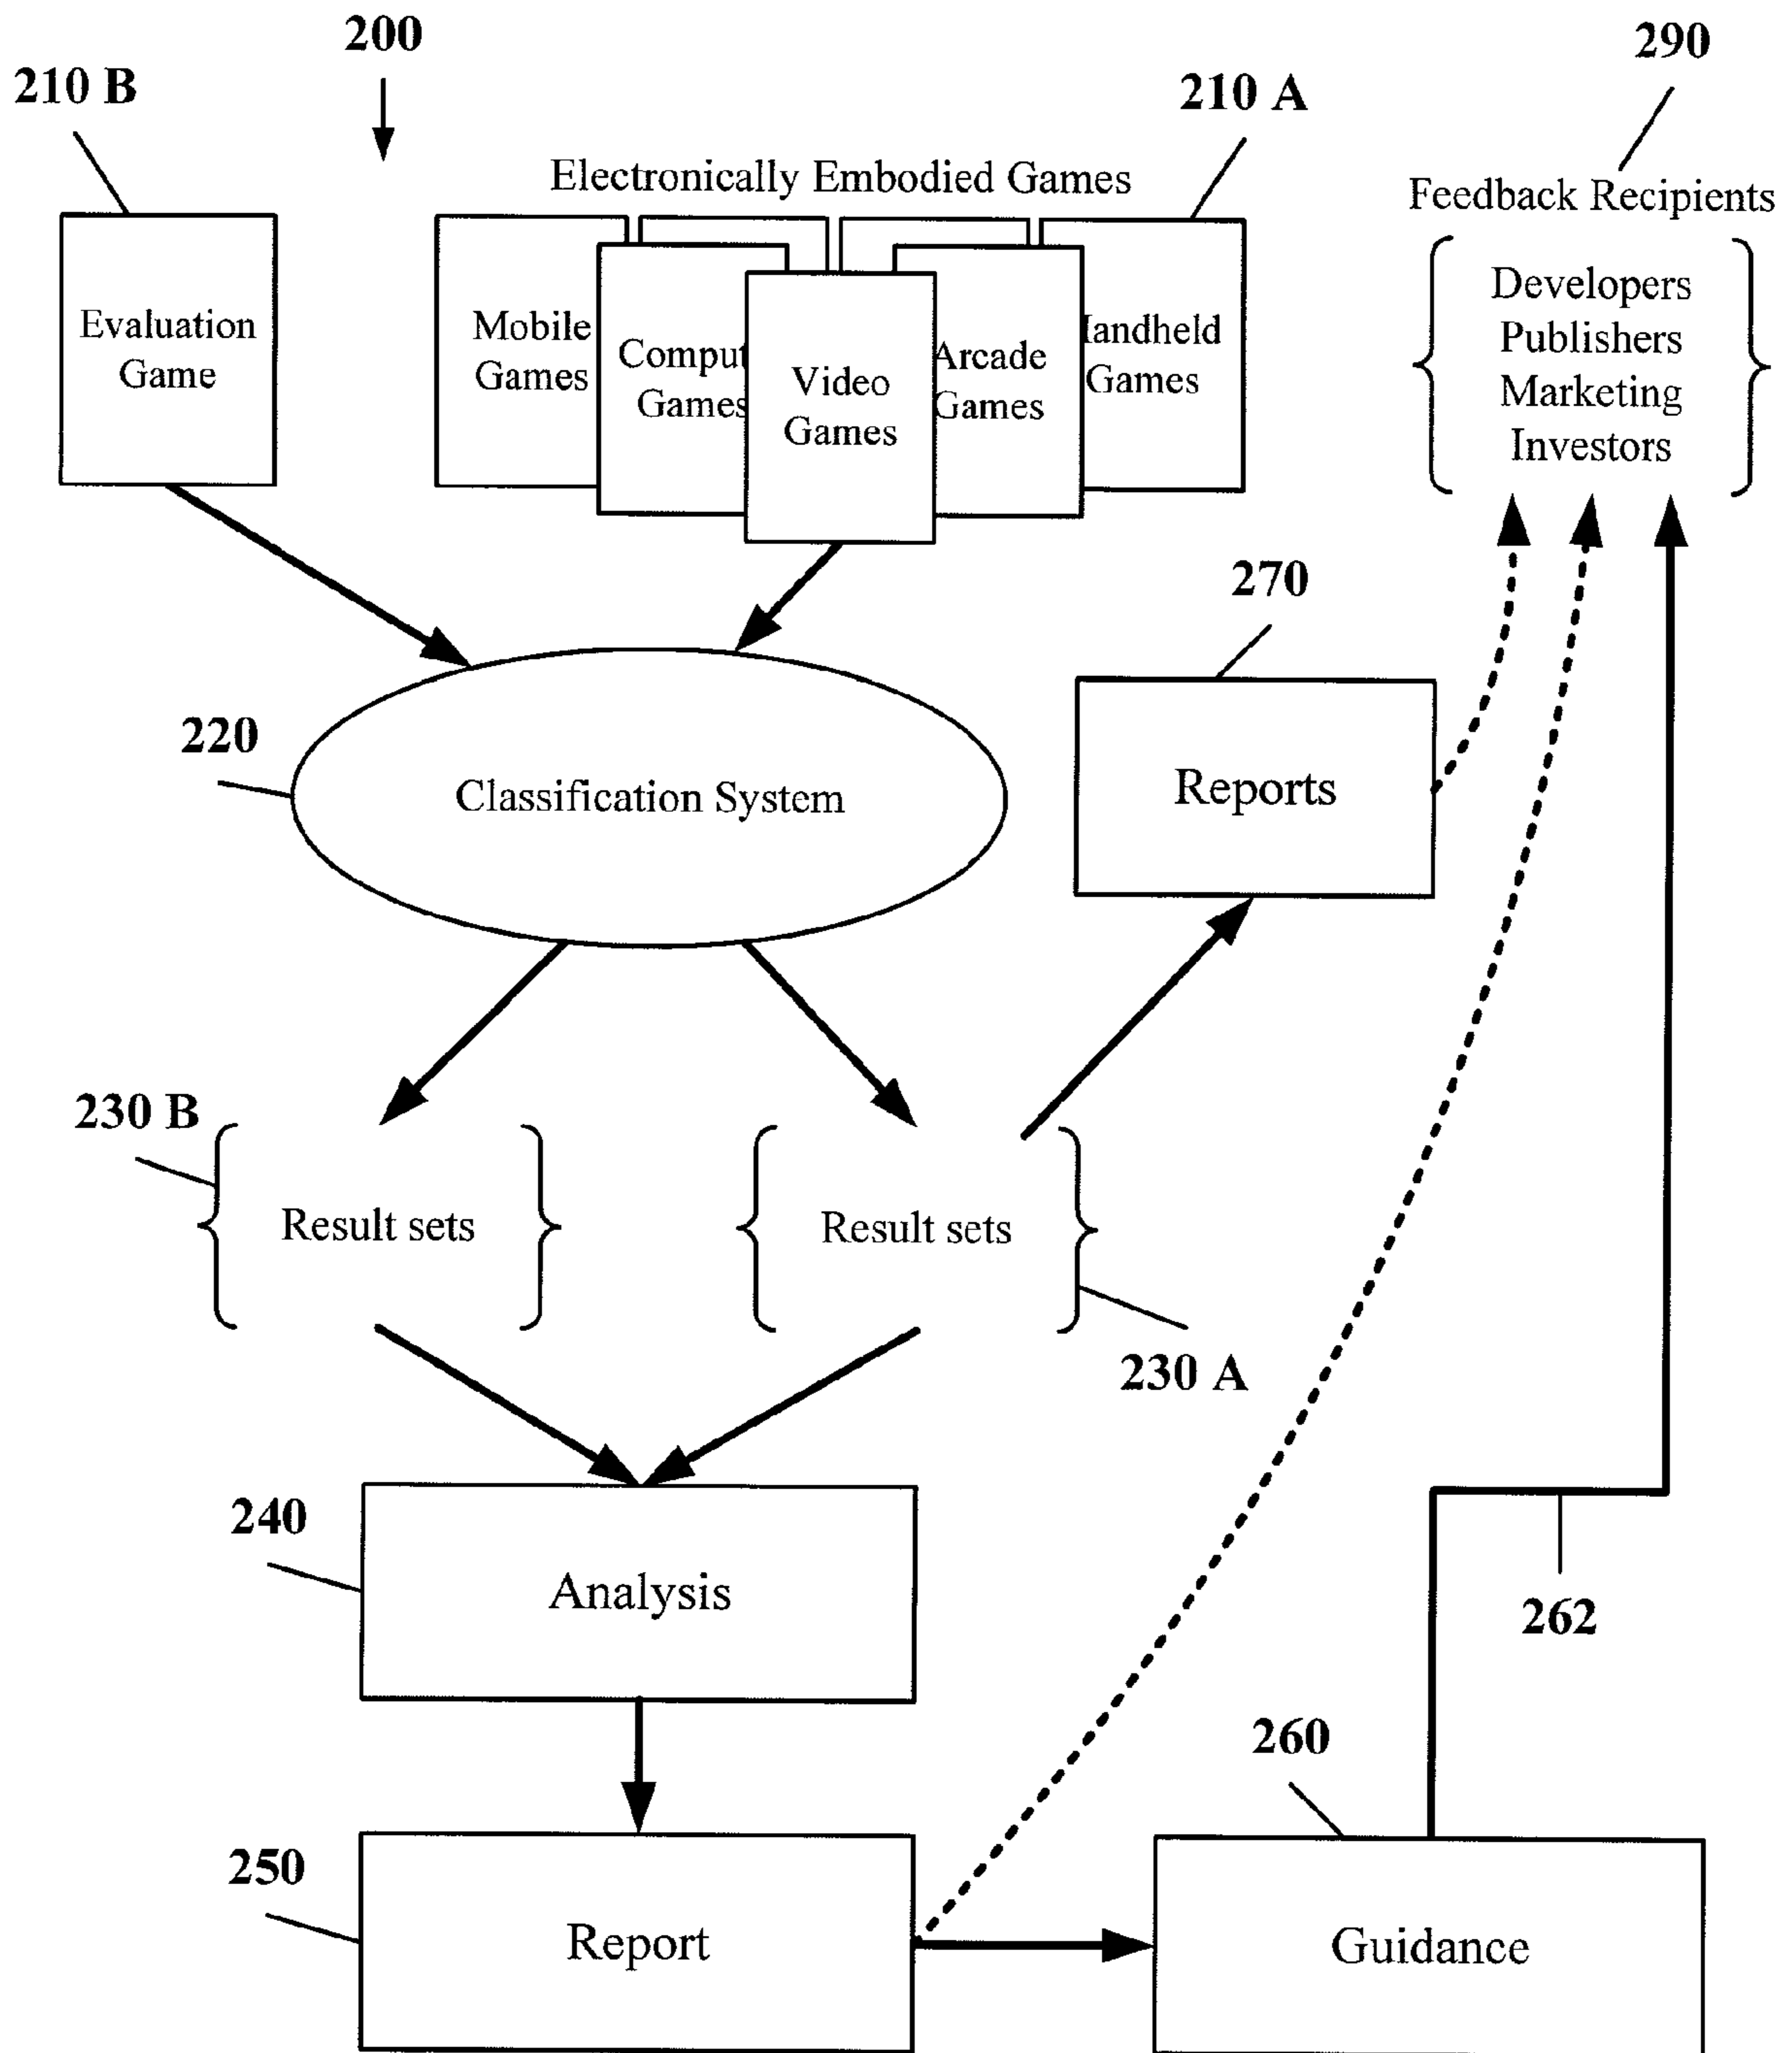 200
290
210 B
210 A
Electronically Embodied Games
Feedback Recipients
Evaluation
Game
Mobile
Games
Comput
Games
Video
Games
Arcade
Games
andheld
Games
Developers
Publishers
Marketing
Investors
270
220
Classification System
Reports
230 B
Result sets
Result sets
230 A
240
Analysis
262
260
250
Report
Guidance